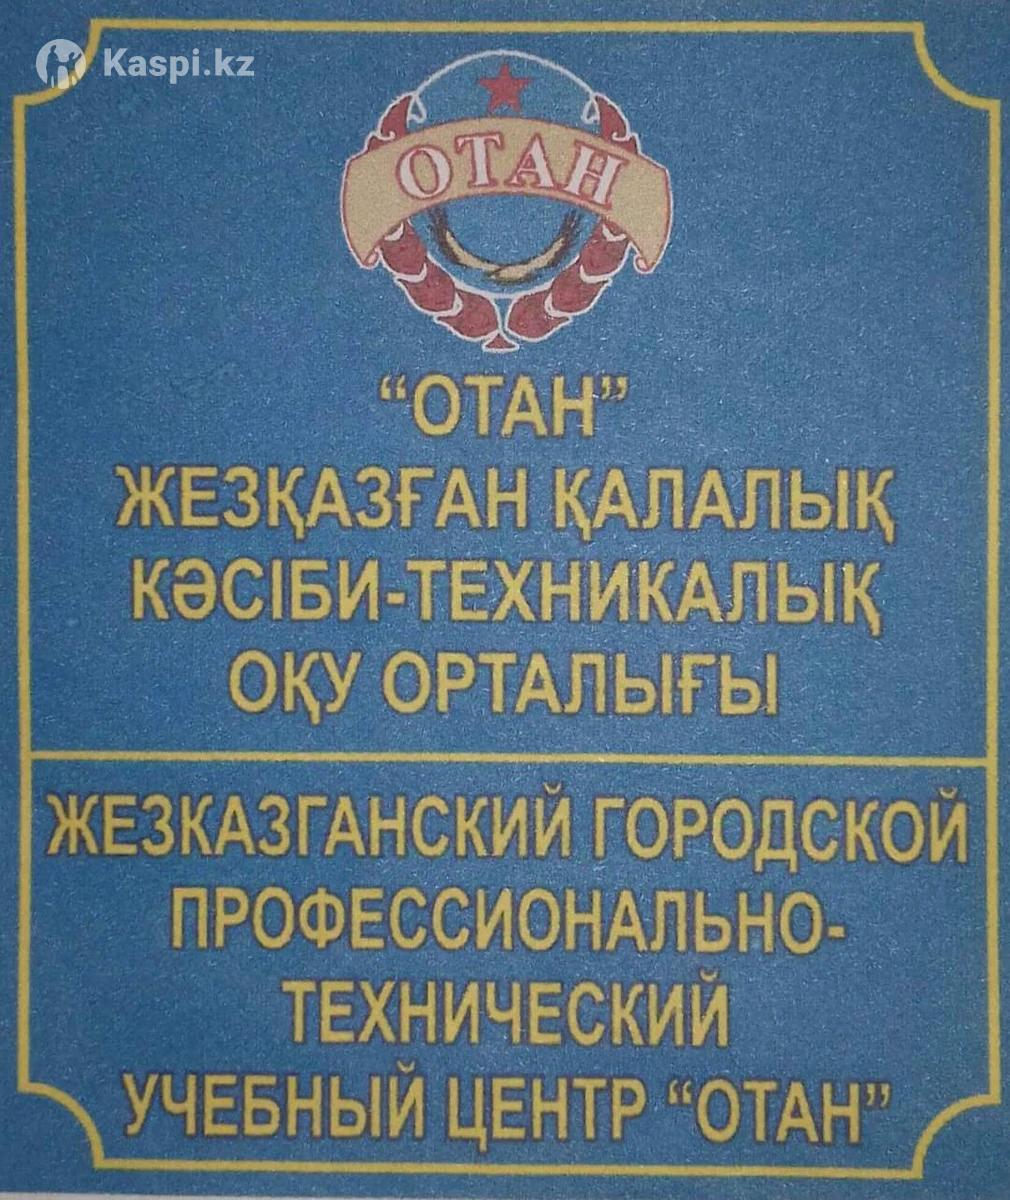 Kaspi.kz
ОТАН
“ОТАН”
ЖЕЗҚАЗҒАН ҚАЛАЛЫҚ
КӘСІБИ-ТЕХНИКАЛЫҚ
ОҚУ ОРТАЛЫҒЫ
ЖЕЗКАЗГАНСКИЙ ГОРОДСКОЙ
ПРОФЕССИОНАЛЬНО-
ТЕХНИЧЕСКИЙ
УЧЕБНЫЙ ЦЕНТР “ОТАН”